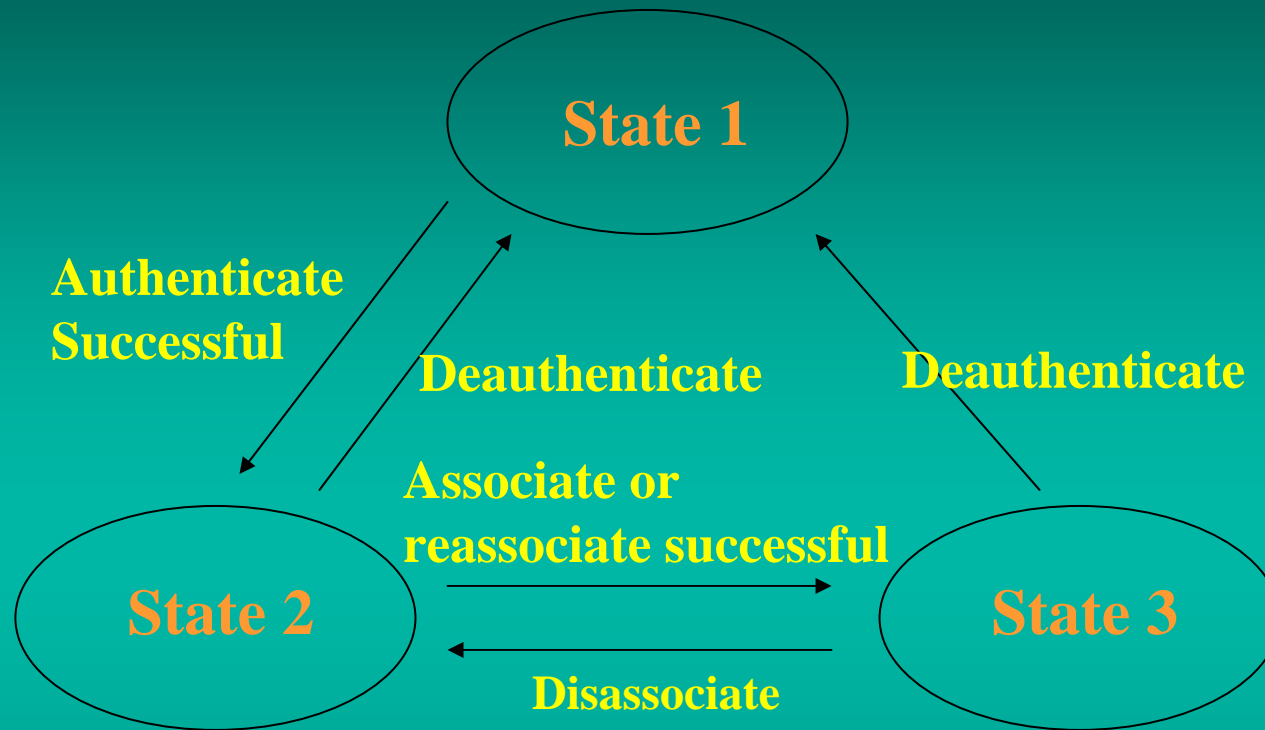 State 1
Authenticate
Successful
Deauthenticate
Deauthenticate
Associate or
reassociate successful
State 2
State 3
Disassociate